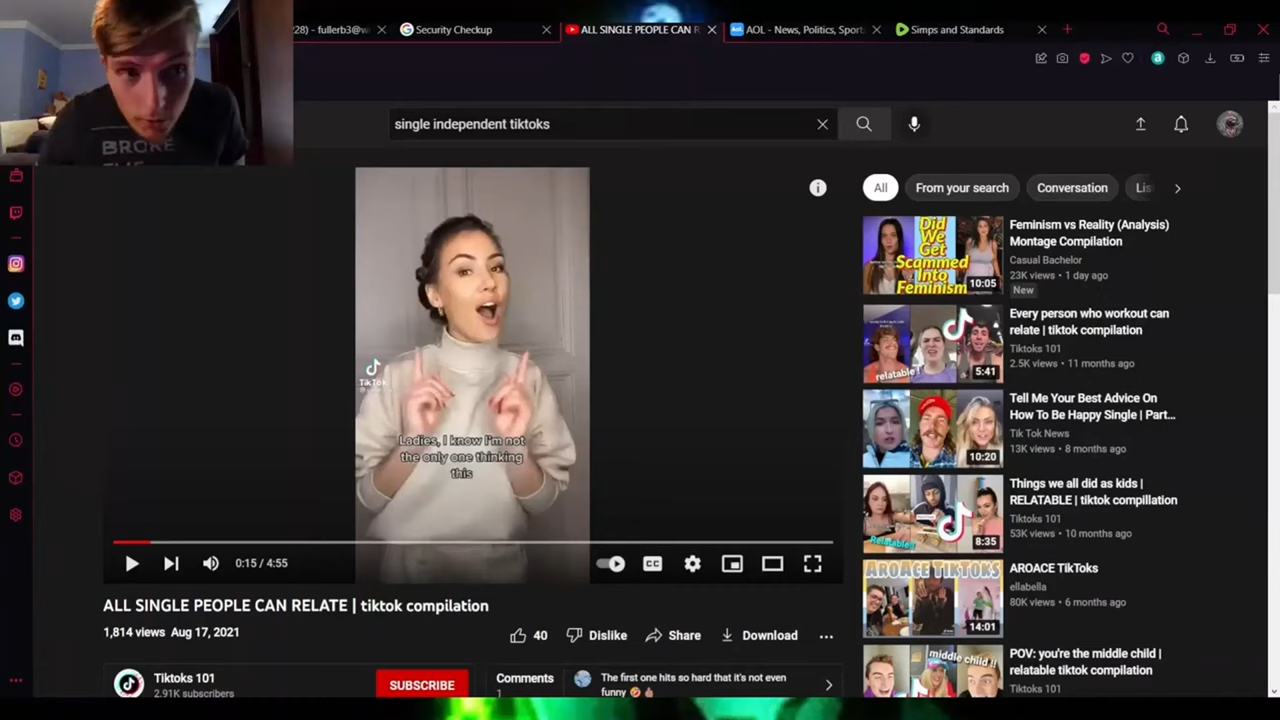 28) - fullerb3@w
Security Checkup
ALL SINGLE PEOPLE CAN R
AOL - News, Politics, Sport
Simps and Standards
BROKE
THE
single independent tiktoks
All
From your search
Conversation
Lis
TikTok
Ladies, I know I'm not
the only one thinking
this
0:15 / 4:55
CC
ALL SINGLE PEOPLE CAN RELATE | tiktok compilation
1,814 views Aug 17, 2021
40
Dislike
Share
Download
Tiktoks 101
2.91K subscribers
SUBSCRIBE
Comments
1
The first one hits so hard that it's not even
funny 🤣👍🏽
Did
We
Get
Scammed
Into
Feminism
10:05
Feminism vs Reality (Analysis)
Montage Compilation
Casual Bachelor
23K views • 1 day ago
New
relatable !
5:41
Every person who workout can
relate | tiktok compilation
Tiktoks 101
2.5K views • 11 months ago
10:20
Tell Me Your Best Advice On
How To Be Happy Single | Part...
Tik Tok News
13K views • 8 months ago
Relatable!!
8:35
Things we all did as kids |
RELATABLE | tiktok compillation
Tiktoks 101
53K views • 10 months ago
AROACE TIKTOKS
14:01
AROACE TikToks
ellabella
80K views • 6 months ago
middle child !!
POV: you're the middle child |
relatable tiktok compilation
Tiktoks 101